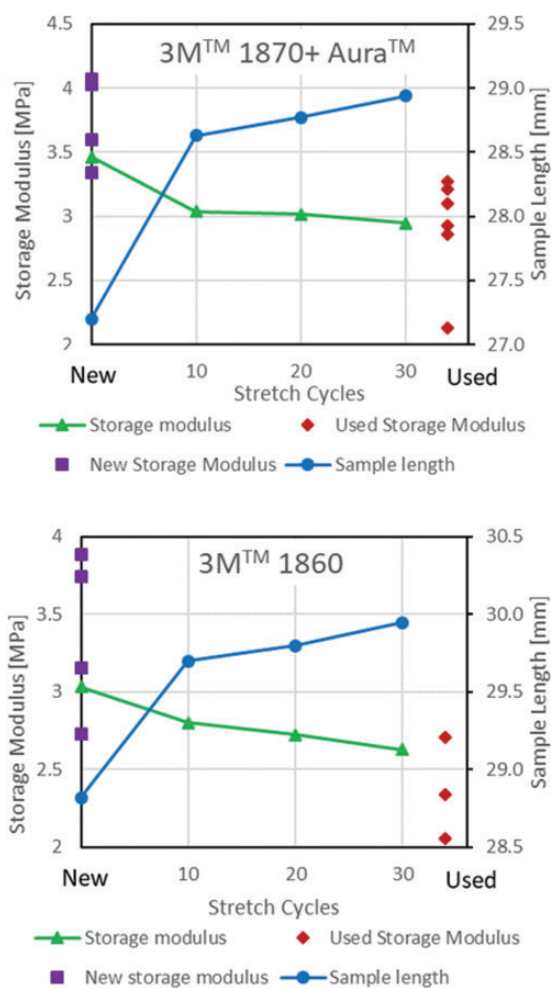 3M™ 1870+ Aura™
Storage Modulus [MPa]
4.5
4
3.5
3
2.5
2
Sample Length [mm]
29.5
29.0
28.5
28.0
27.5
27.0
New 10 20 30 Used
Stretch Cycles
Storage modulus Used Storage Modulus
New Storage Modulus Sample length
3M™ 1860
Storage Modulus [MPa]
4
3.5
3
2.5
2
Sample Length [mm]
30.5
30.0
29.5
29.0
28.5
New 10 20 30 Used
Stretch Cycles
Storage modulus Used Storage Modulus
New storage modulus Sample length